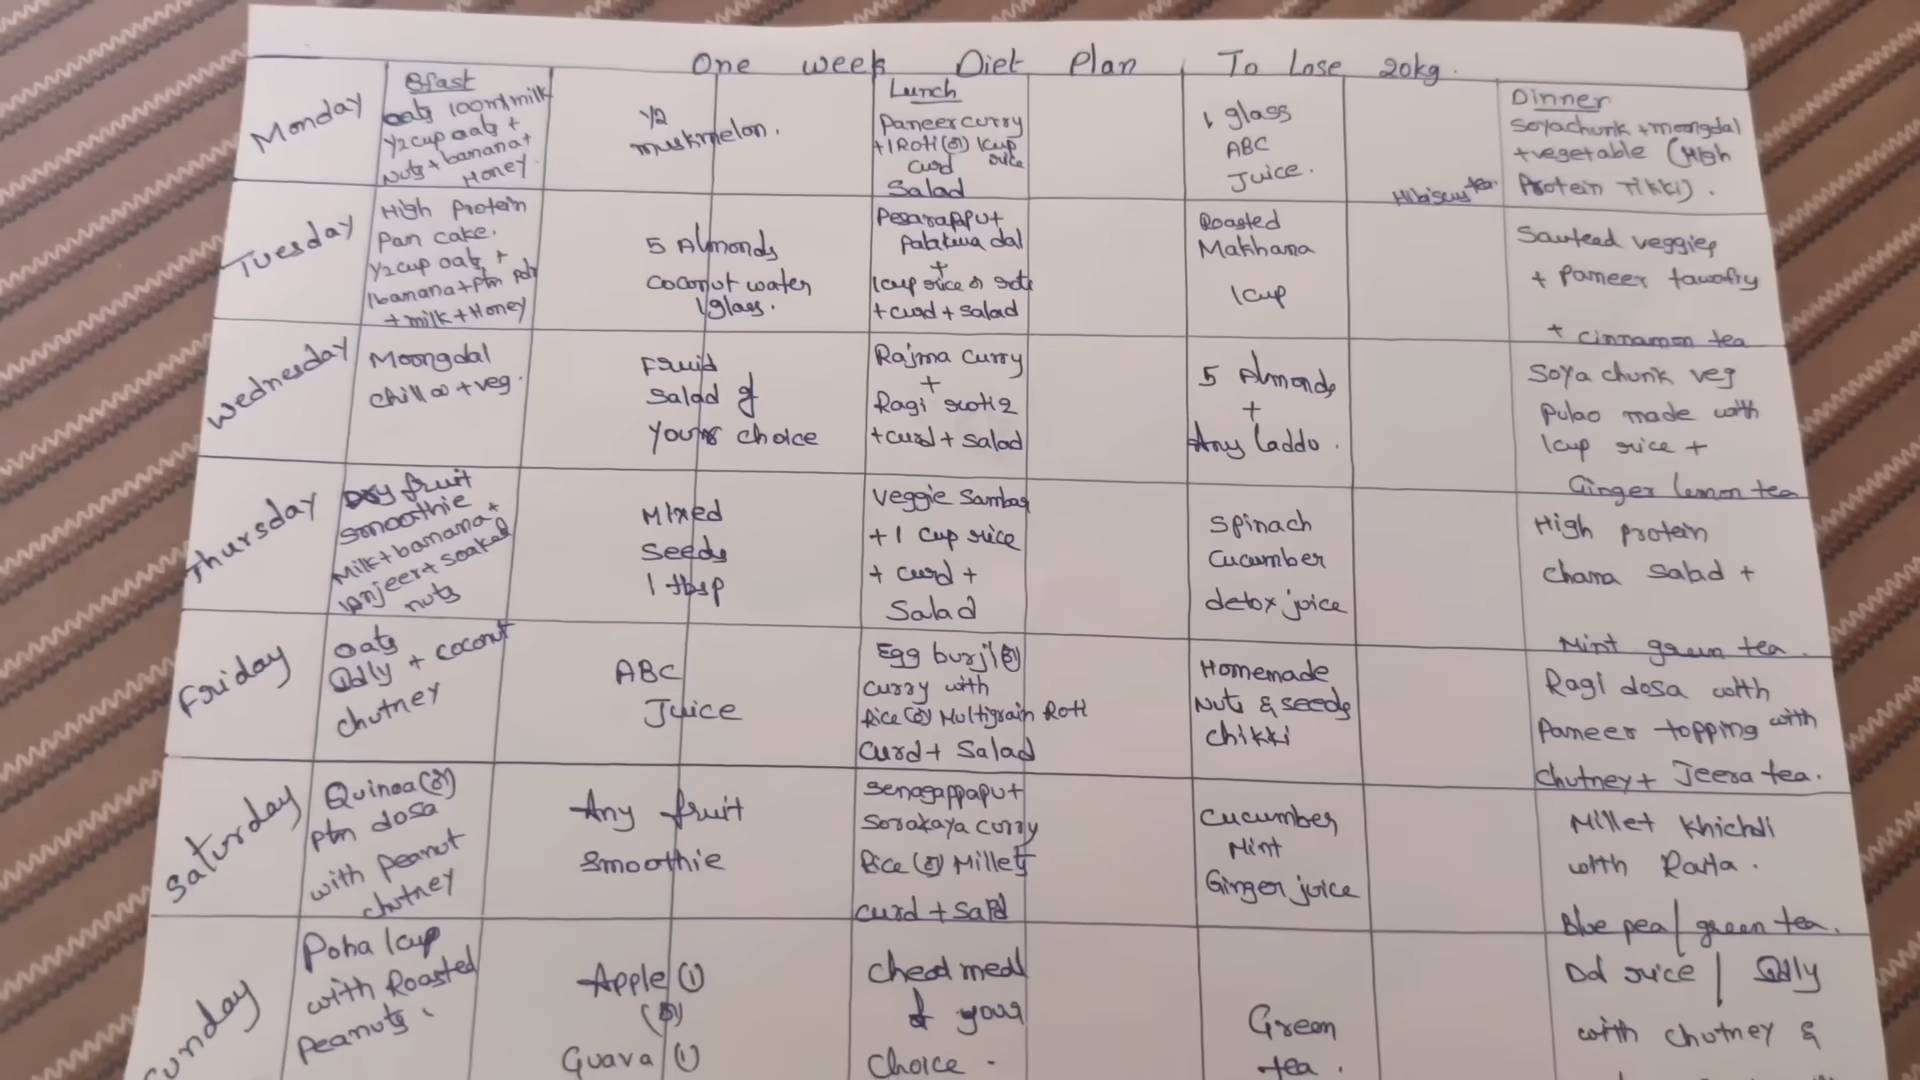 One week Diet Plan To Lose 20kg.
Monday
Bfast
oats 100ml milk
1/2 cup oats +
Nuts + banana +
Honey.
1/2
muskmelon.
Lunch
Paneer curry
+ 1 Roti (or) 1 cup
curd rice
Salad
1 glass
ABC
Juice.
Hibiscus tea.
Dinner
Soyachunk + moongdal
+ vegetable (High
Protein Tikki).
Tuesday
High Protein
Pan cake.
1/2 cup oats +
1 banana + Ptn Pdr
+ milk + Honey
5 Almonds
Coconut water
1 glass.
Pesarapappu +
Palakura dal
+
1 cup rice or roti
+ curd + salad
Roasted
Makhana
1 cup
Sautead veggies
+ Paneer tawafry
+ cinnamon tea
Wednesday
Moongdal
chilla + veg.
Fruid
Salad of
your choice
Rajma curry
+
Ragi roti 2
+ curd + salad
5 Almonds
+
Any laddu.
Soya chunk veg
Pulao made with
1 cup rice +
Ginger lemon tea
Thursday
Dry fruit
Smoothie
Milk + banana +
anjeer + soaked
nuts
Mixed
Seeds
1 tbsp
Veggie Sambar
+ 1 cup rice
+ curd +
Salad
Spinach
Cucumber
detox juice
High protein
chana salad +
Mint green tea.
Friday
Oats
Idly + coconut
chutney
ABC
Juice
Egg burji (or)
curry with
Rice (or) Multigrain Roti
curd + Salad
Homemade
Nuts & seeds
chikki
Ragi dosa with
Paneer topping with
chutney + Jeera tea.
Saturday
Quinoa (or)
Ptn dosa
with peanut
chutney
Any fruit
Smoothie
Senagappapu +
Sorakaya curry
Rice (or) Millets
curd + salad
Cucumber
Mint
Ginger juice
Millet Khichdi
with Raita.
Blue pea / green tea.
Sunday
Poha 1 cup
with Roasted
Peanuts.
Apple (1)
(or)
Guava (1)
Cheat meal
of your
choice.
Green
tea.
rice / Idly
with chutney &